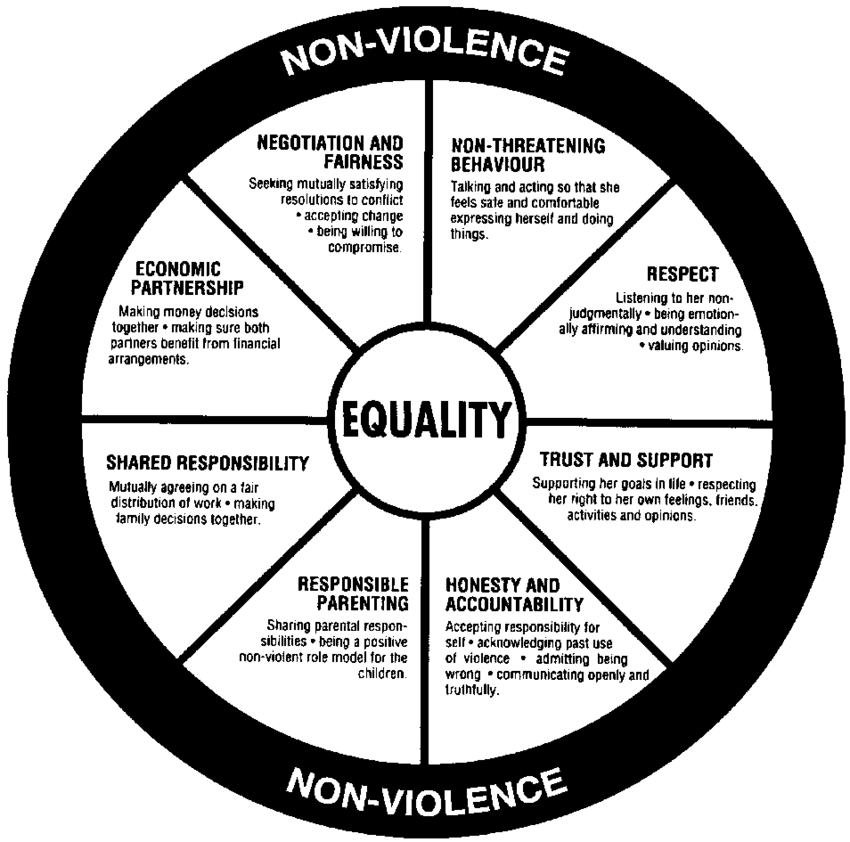 NON-VIOLENCE
NEGOTIATION AND
FAIRNESS
Seeking mutually satisfying
resolutions to conflict
• accepting change
• being willing to
compromise.
NON-THREATENING
BEHAVIOUR
Talking and acting so that she
feels safe and comfortable
expressing herself and doing
things.
RESPECT
Listening to her non-
judgmentally • being emotion-
ally affirming and understanding
• valuing opinions.
TRUST AND SUPPORT
Supporting her goals in life • respecting
her right to her own feelings, friends,
activities and opinions.
HONESTY AND
ACCOUNTABILITY
Accepting responsibility for
self • acknowledging past use
of violence • admitting being
wrong • communicating openly and
truthfully.
RESPONSIBLE
PARENTING
Sharing parental respon-
sibilities • being a positive
non-violent role model for the
children.
SHARED RESPONSIBILITY
Mutually agreeing on a fair
distribution of work • making
family decisions together.
ECONOMIC
PARTNERSHIP
Making money decisions
together • making sure both
partners benefit from financial
arrangements.
EQUALITY
NON-VIOLENCE